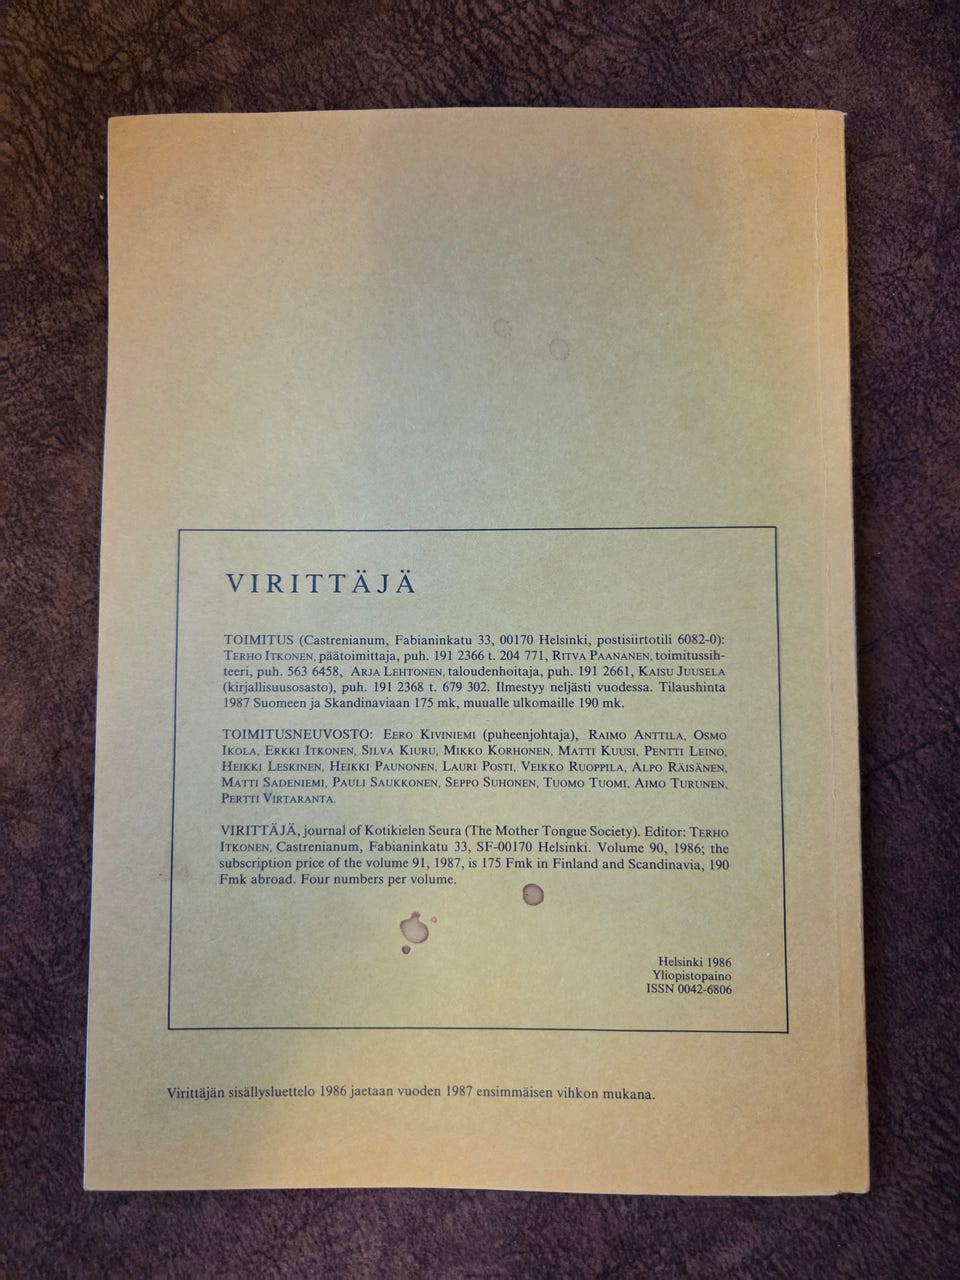 VIRITTÄJÄ
TOIMITUS (Castrenianum, Fabianinkatu 33, 00170 Helsinki, postisiirtotili 6082-0):
TERHO ITKONEN, päätoimittaja, puh. 191 2366 t. 204 771, RITVA PAANANEN, toimitussih-
teeri, puh. 563 6458, ARJA LEHTONEN, taloudenhoitaja, puh. 191 2661, KAISU JUUSELA
(kirjallisuusosasto), puh. 191 2368 t. 679 302. Ilmestyy neljästi vuodessa. Tilaushinta
1987 Suomeen ja Skandinaviaan 175 mk, muualle ulkomaille 190 mk.
TOIMITUSNEUVOSTO: EERO KIVINIEMI (puheenjohtaja), RAIMO ANTTILA, OSMO
IKOLA, ERKKI ITKONEN, SILVA KIURU, MIKKO KORHONEN, MATTI KUUSI, PENTTI LEINO,
HEIKKI LESKINEN, HEIKKI PAUNONEN, LAURI POSTI, VEIKKO RUOPPILA, ALPO RÄISÄNEN,
MATTI SADENIEMI, PAULI SAUKKONEN, SEPPO SUHONEN, TUOMO TUOMI, AIMO TURUNEN,
PERTTI VIRTARANTA.
VIRITTÄJÄ, journal of Kotikielen Seura (The Mother Tongue Society). Editor: TERHO
ITKONEN, Castrenianum, Fabianinkatu 33, SF-00170 Helsinki. Volume 90, 1986; the
subscription price of the volume 91, 1987, is 175 Fmk in Finland and Scandinavia, 190
Fmk abroad. Four numbers per volume.
Helsinki 1986
Yliopistopaino
ISSN 0042-6806
Virittäjän sisällysluettelo 1986 jaetaan vuoden 1987 ensimmäisen vihkon mukana.